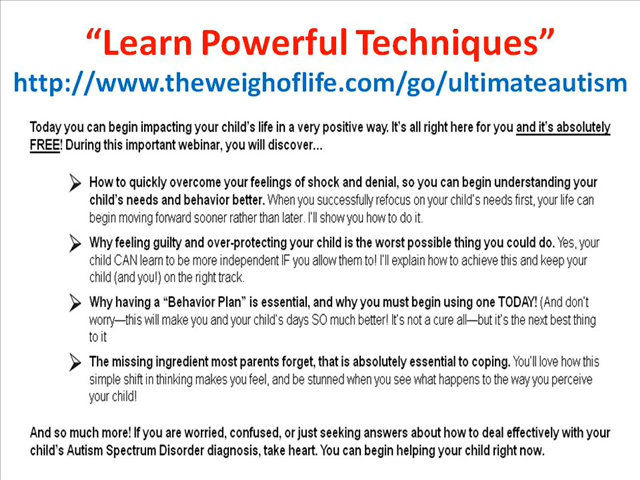 “Learn Powerful Techniques”
http://www.theweighoflife.com/go/ultimateautism
Today you can begin impacting your child's life in a very positive way. It's all right here for you and it's absolutely
FREE! During this important webinar, you will discover...
➢ How to quickly overcome your feelings of shock and denial, so you can begin understanding your
child's needs and behavior better. When you successfully refocus on your child's needs first, your life can
begin moving forward sooner rather than later. I'll show you how to do it.
➢ Why feeling guilty and over-protecting your child is the worst possible thing you could do. Yes, your
child CAN learn to be more independent IF you allow them to! I'll explain how to achieve this and keep your
child (and you!) on the right track.
➢ Why having a “Behavior Plan” is essential, and why you must begin using one TODAY! (And don't
worry—this will make you and your child's days SO much better! It's not a cure all—but it's the next best thing
to it
➢ The missing ingredient most parents forget, that is absolutely essential to coping. You'll love how this
simple shift in thinking makes you feel, and be stunned when you see what happens to the way you perceive
your child!
And so much more! If you are worried, confused, or just seeking answers about how to deal effectively with your
child's Autism Spectrum Disorder diagnosis, take heart. You can begin helping your child right now.